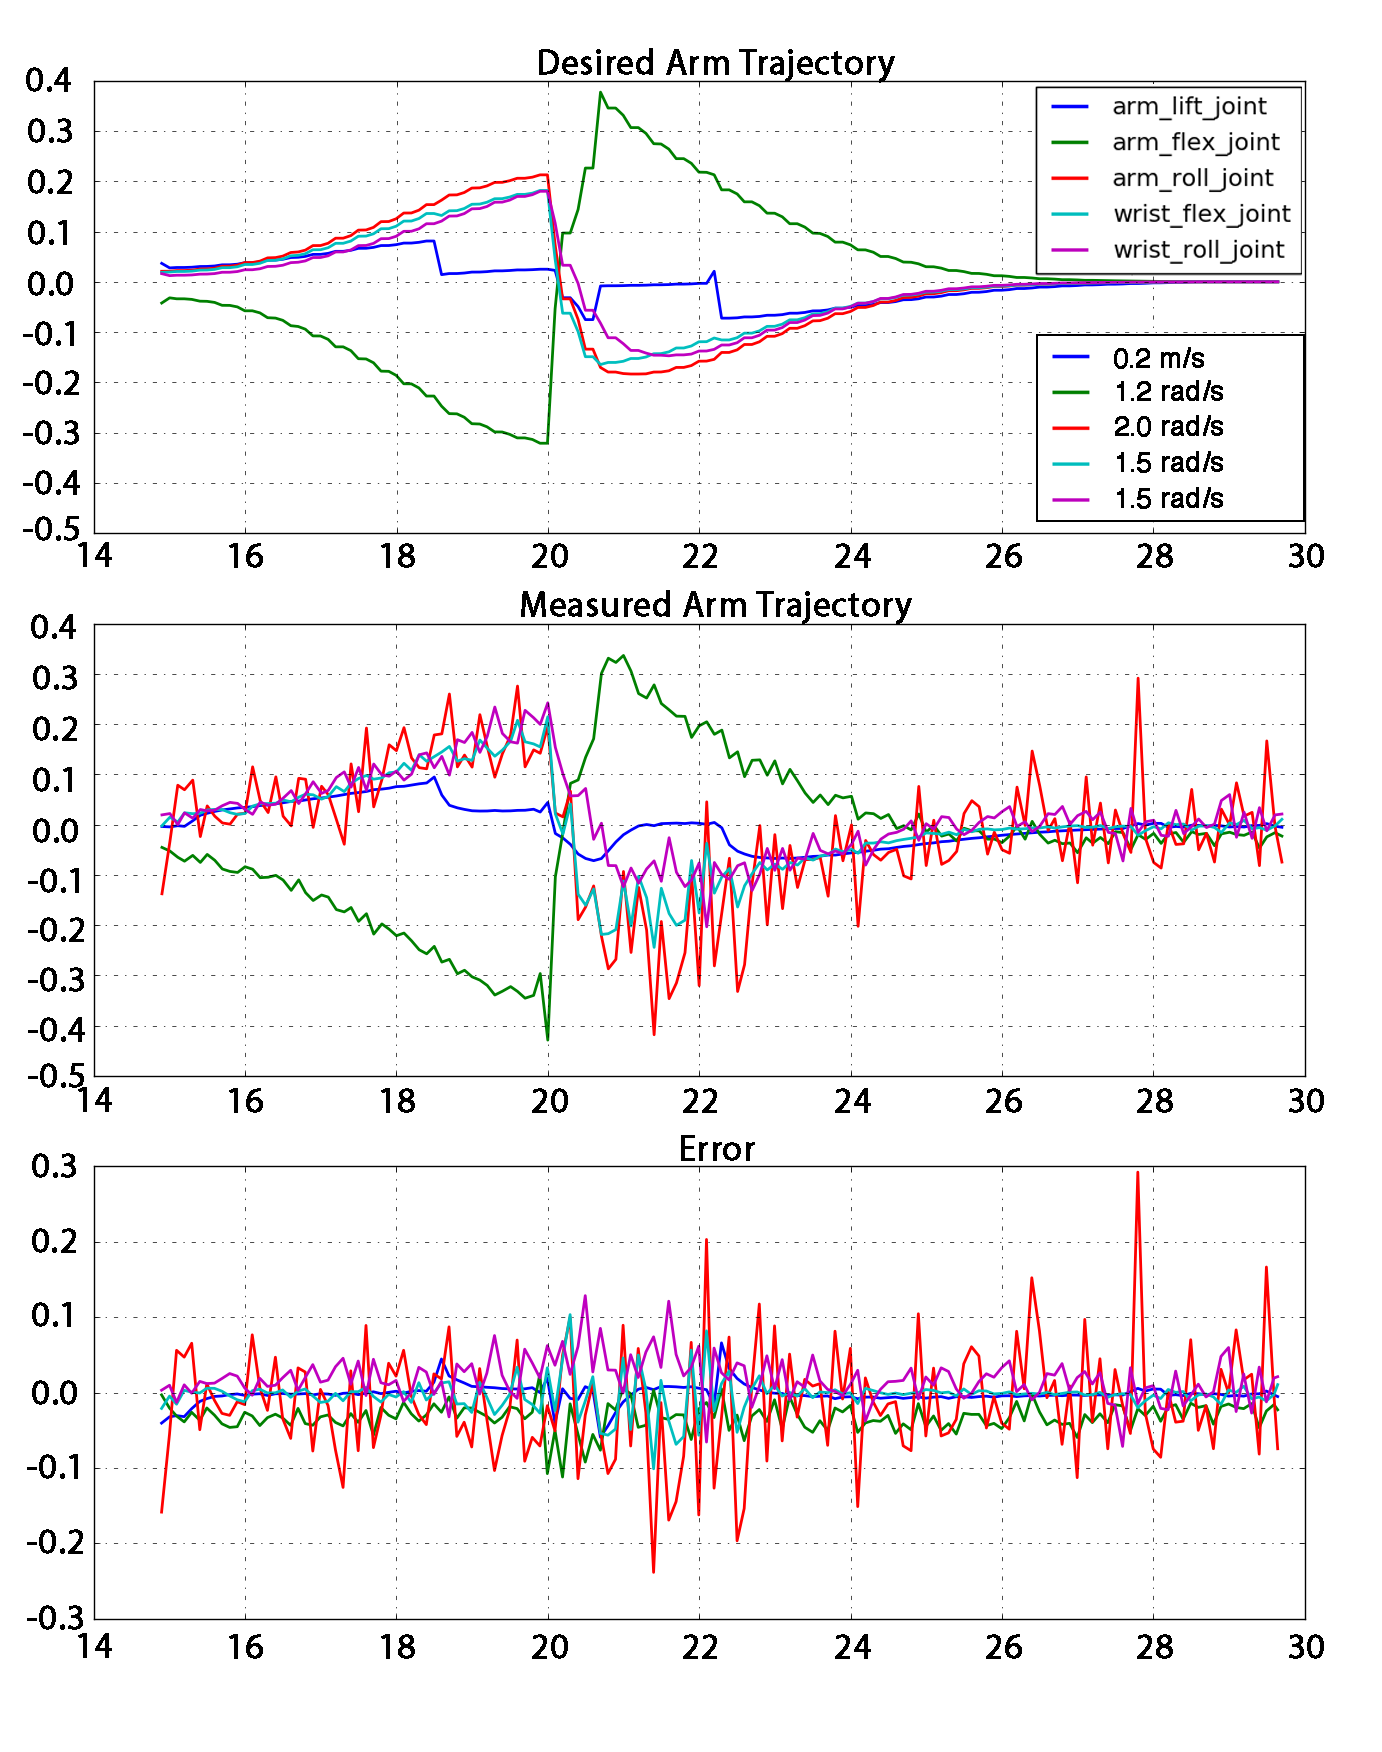 Desired Arm Trajectory
0.4
0.3
0.2
0.1
0.0
-0.1
-0.2
-0.3
-0.4
-0.5
arm_lift_joint
arm_flex_joint
arm_roll_joint
wrist_flex_joint
wrist_roll_joint
0.2 m/s
1.2 rad/s
2.0 rad/s
1.5 rad/s
1.5 rad/s
14 16 18 20 22 24 26 28 30
Measured Arm Trajectory
0.4
0.3
0.2
0.1
0.0
-0.1
-0.2
-0.3
-0.4
-0.5
14 16 18 20 22 24 26 28 30
Error
0.3
0.2
0.1
0.0
-0.1
-0.2
-0.3
14 16 18 20 22 24 26 28 30